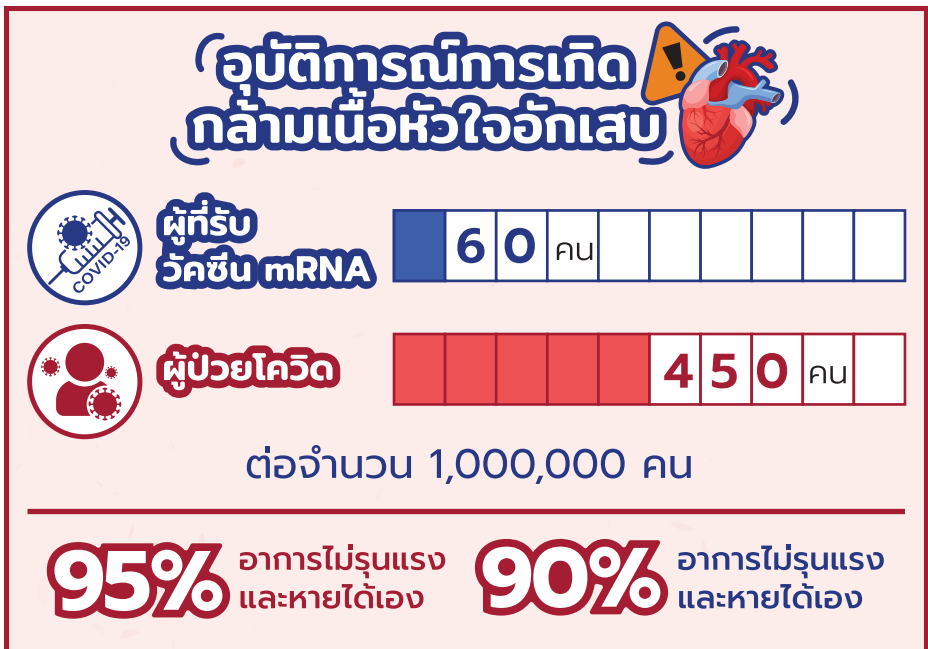 อุบัติการณ์การเกิด
กล้ามเนื้อหัวใจอักเสบ
COVID-19
ผู้ที่รับ
วัคซีน mRNA
60 คน
ผู้ป่วยโควิด
450 คน
ต่อจำนวน 1,000,000 คน
95% อาการไม่รุนแรง
และหายได้เอง
90% อาการไม่รุนแรง
และหายได้เอง